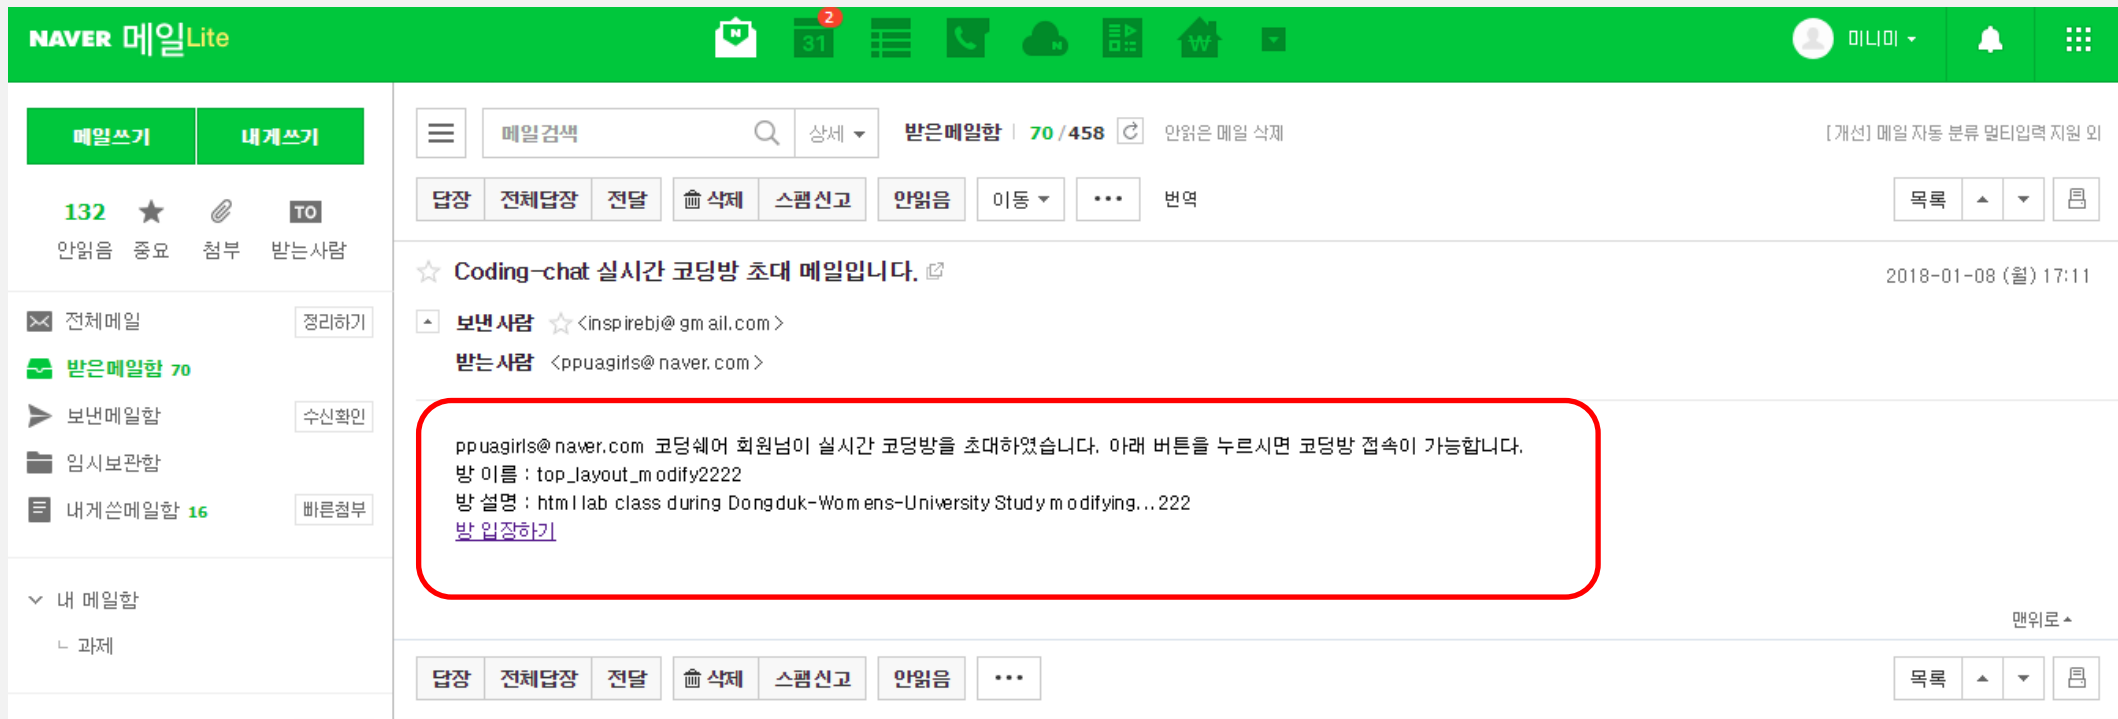 NAVER 메일Lite
2
31
미니미
메일쓰기 내게쓰기
메일검색 상세 받은메일함 70/458 안읽은 메일 삭제
[개선] 메일 자동 분류 멀티입력 지원 외
답장 전체답장 전달 삭제 스팸신고 안읽음 이동 ••• 번역 목록
132 TO
안읽음 중요 첨부 받는사람
전체메일 정리하기
받은메일함 70
보낸메일함 수신확인
임시보관함
내게쓴메일함 16 빠른첨부
내 메일함
과제
Coding-chat 실시간 코딩방 초대 메일입니다.
2018-01-08 (월) 17:11
보낸사람 <inspirebj@gmail.com>
받는사람 <ppuagirls@naver.com>
ppuagirls@naver.com 코딩쉐어 회원님이 실시간 코딩방을 초대하였습니다. 아래 버튼을 누르시면 코딩방 접속이 가능합니다.
방 이름 : top_layout_modify2222
방 설명 : html lab class during Dongduk-Womens-University Study modifying...222
방 입장하기
맨위로
답장 전체답장 전달 삭제 스팸신고 안읽음 ••• 목록